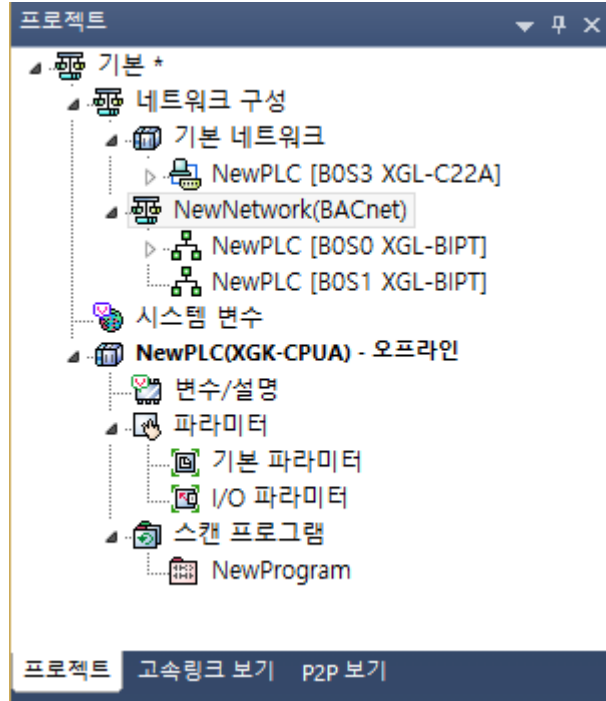 프로젝트
기본 *
네트워크 구성
기본 네트워크
NewPLC [B0S3 XGL-C22A]
NewNetwork(BACnet)
NewPLC [B0S0 XGL-BIPT]
NewPLC [B0S1 XGL-BIPT]
시스템 변수
NewPLC(XGK-CPUA) - 오프라인
변수/설명
파라미터
기본 파라미터
I/O 파라미터
스캔 프로그램
NewProgram
프로젝트 고속링크 보기 P2P 보기